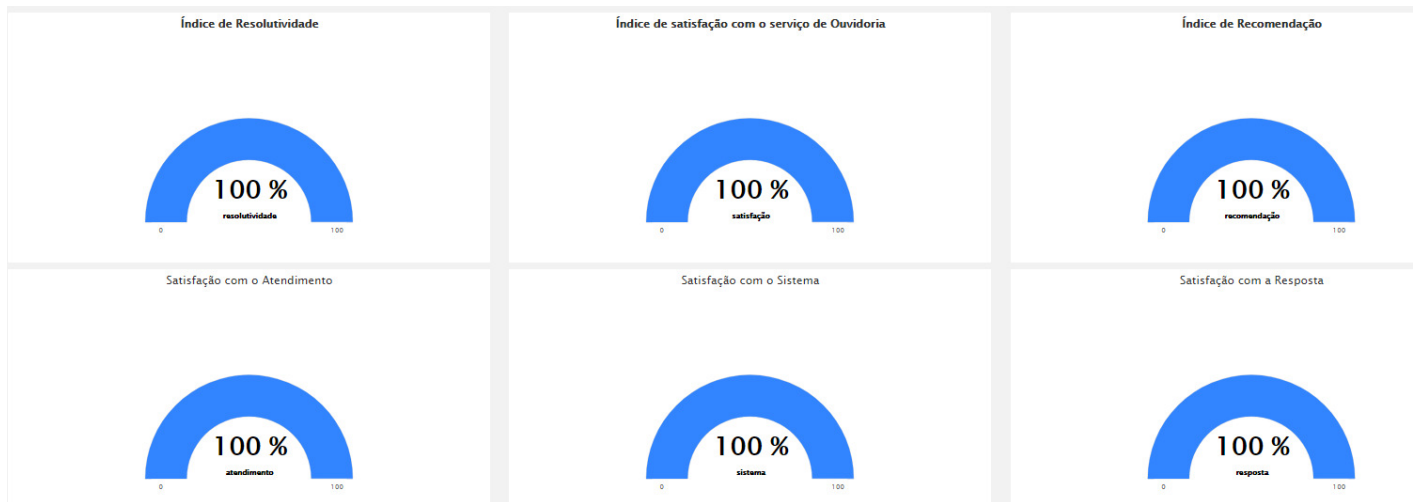 Índice de Resolutividade
Índice de satisfação com o serviço de Ouvidoria
Índice de Recomendação
100 %
resolutividade
0 100
100 %
satisfação
0 100
100 %
recomendação
0 100
Satisfação com o Atendimento
Satisfação com o Sistema
Satisfação com a Resposta
100 %
atendimento
0 100
100 %
sistema
0 100
100 %
resposta
0 100